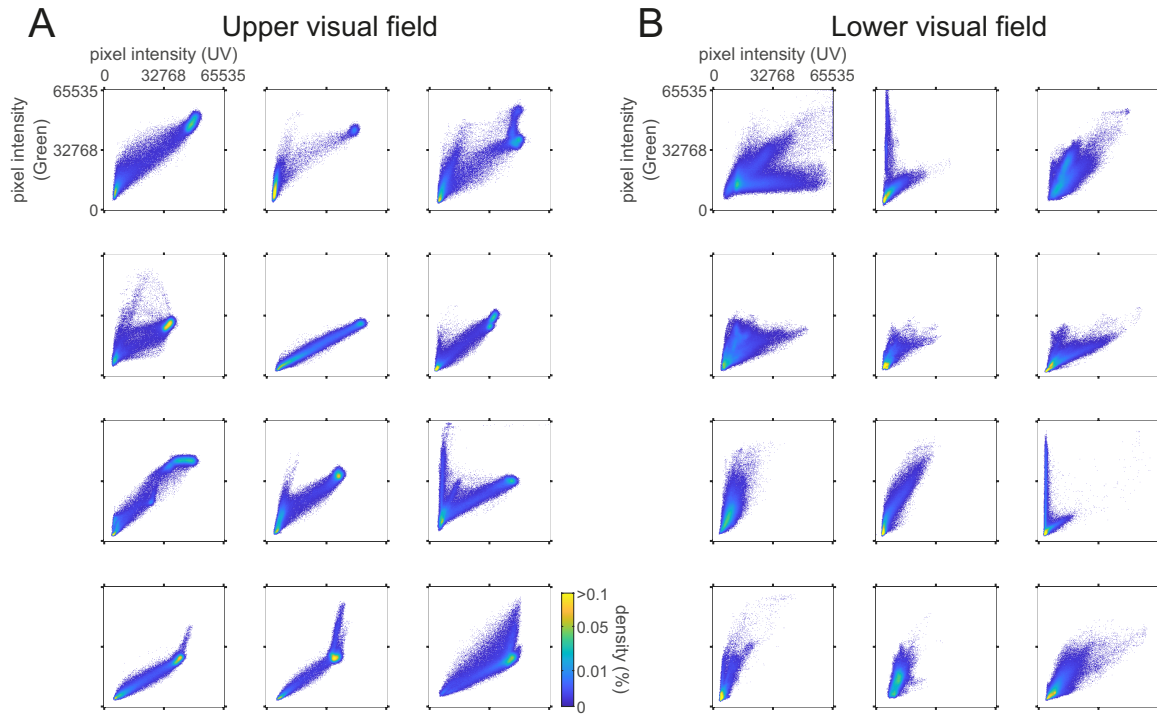 A
Upper visual field
pixel intensity (UV)
0 32768 65535
65535
32768
0
pixel intensity
(Green)
>0.1
0.05
0.01
0
density (%)
B
Lower visual field
pixel intensity (UV)
0 32768 65535
65535
32768
0
pixel intensity
(Green)